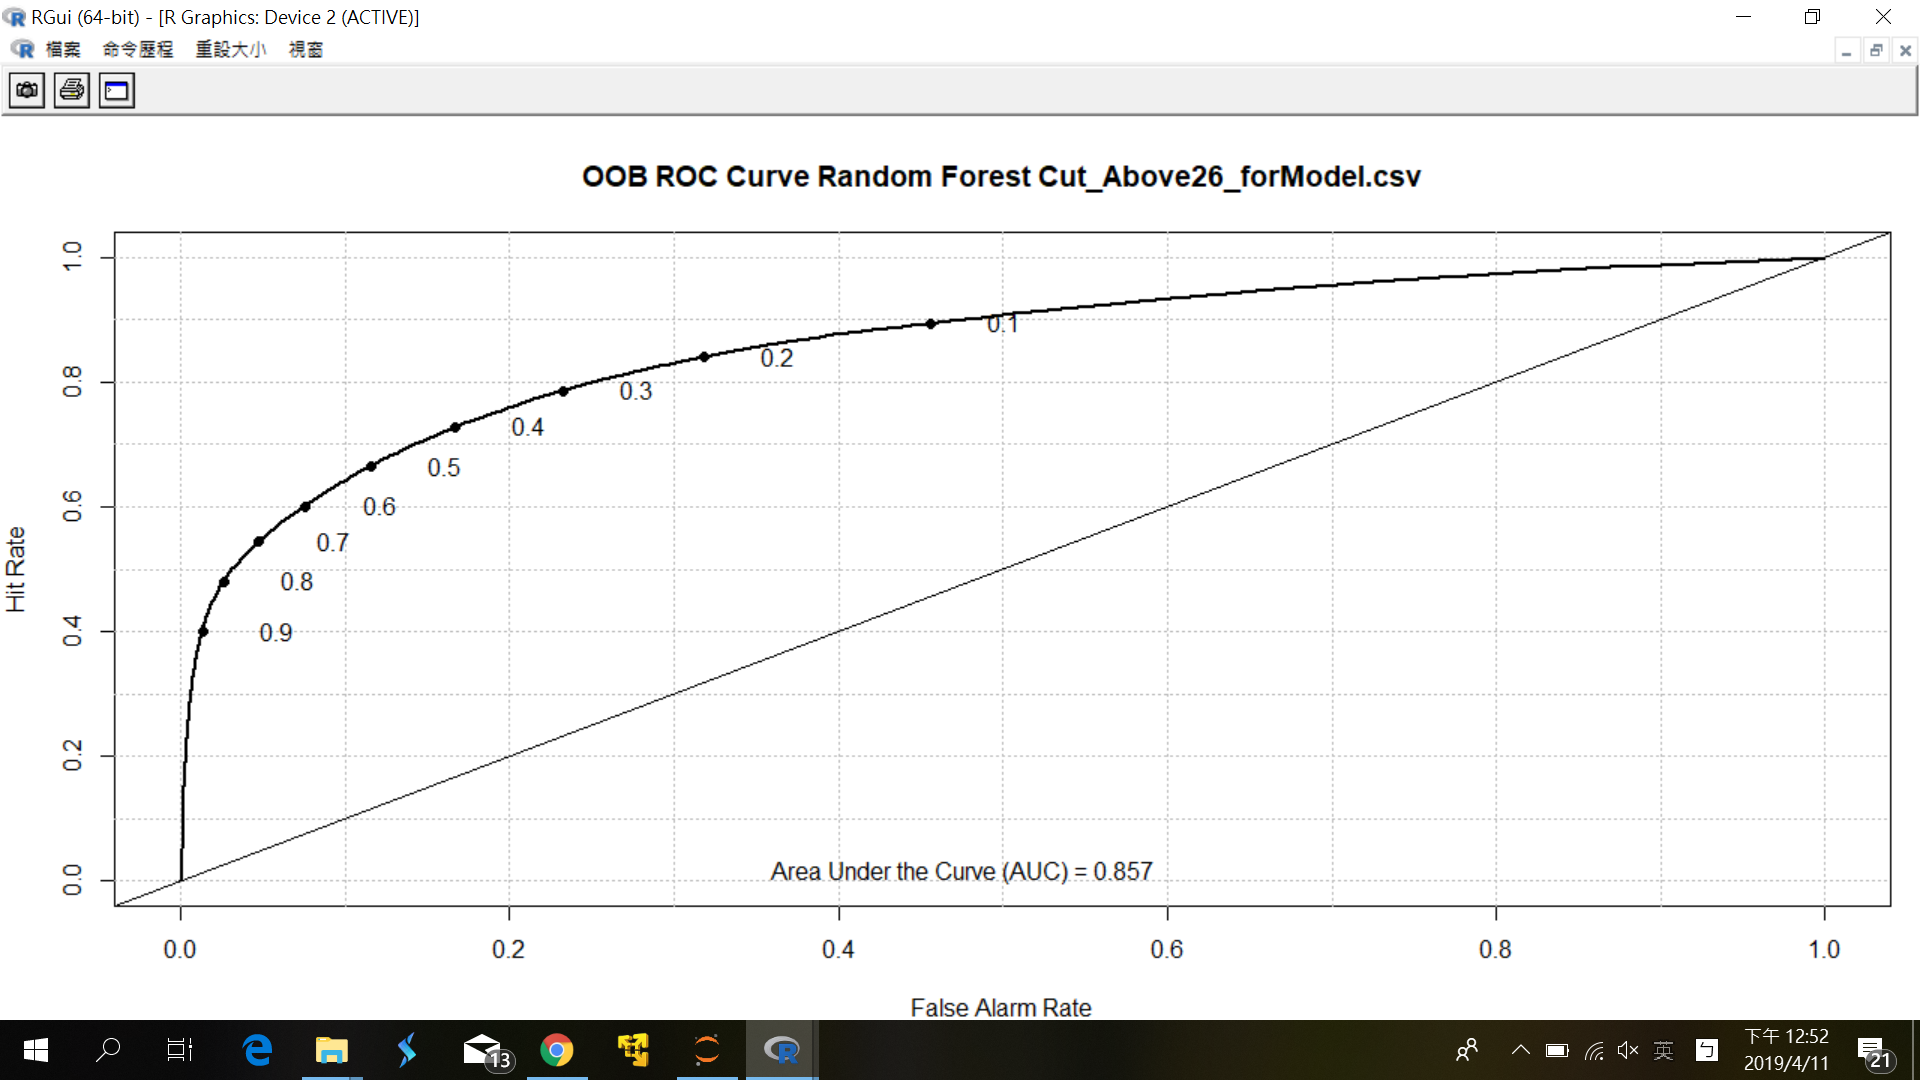 RGui (64-bit) - [R Graphics: Device 2 (ACTIVE)]
檔案 命令歷程 重設大小 視窗
OOB ROC Curve Random Forest Cut_Above26_forModel.csv
1.0
0.8
0.6
0.4
0.2
0.0
Hit Rate
0.1
0.2
0.3
0.4
0.5
0.6
0.7
0.8
0.9
Area Under the Curve (AUC) = 0.857
0.0 0.2 0.4 0.6 0.8 1.0
False Alarm Rate
13
英
ㄅ
下午 12:52
2019/4/11
21